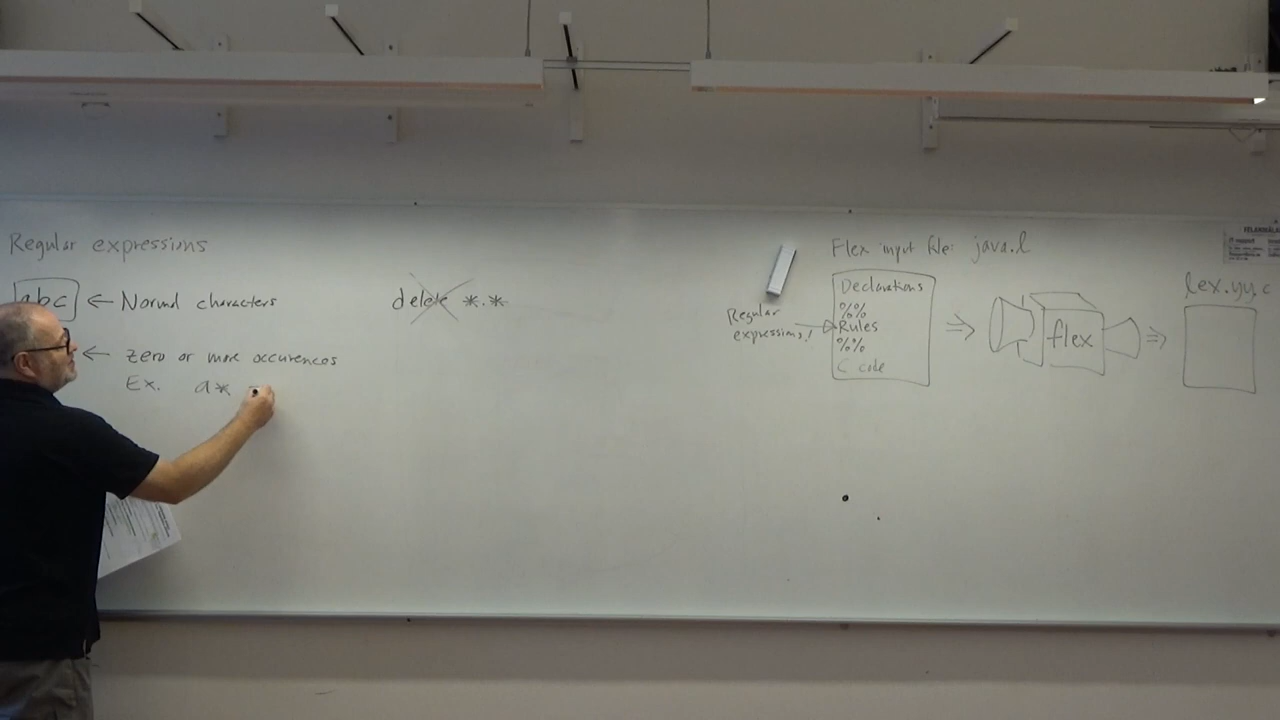 Regular expressions
abc ← Normal characters
← Zero or more occurences
Ex. a*
delete *.*
Flex input file: java.l
Declarations
%%
Rules
%%
C code
Regular
expressions!
⇒ flex ⇒
lex.yy.c
FELANMÄLAN